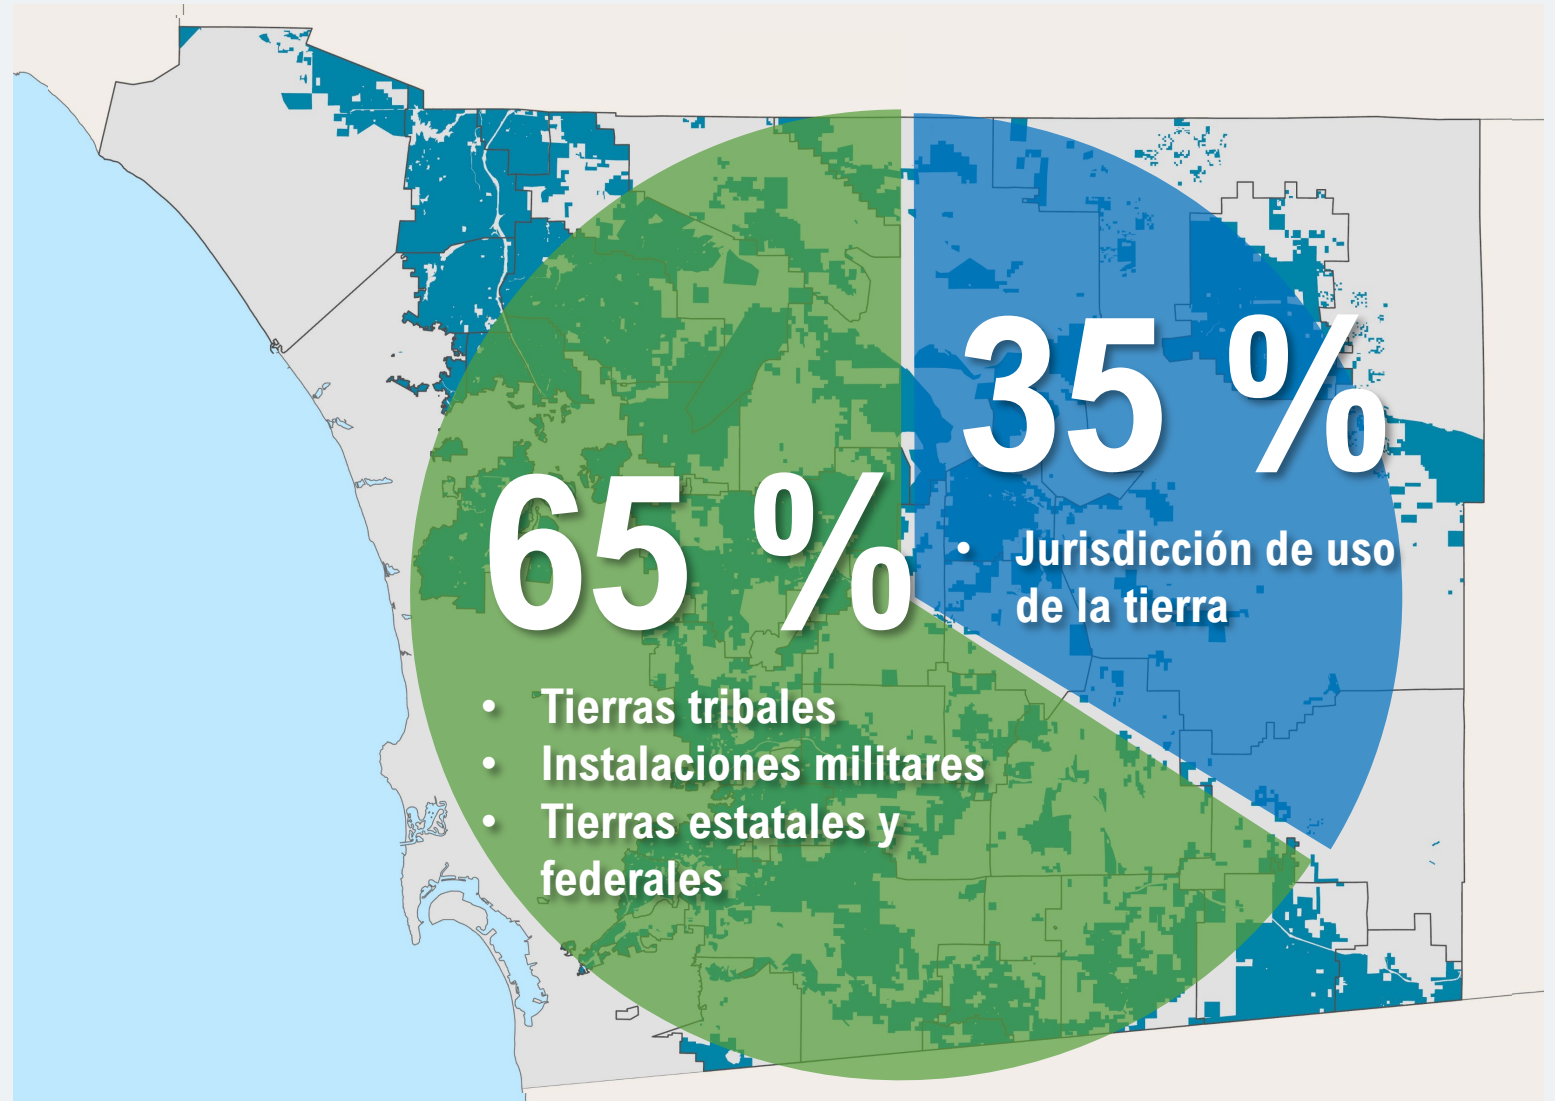 35 %
• Jurisdicción de uso
de la tierra
65 %
• Tierras tribales
• Instalaciones militares
• Tierras estatales y
federales